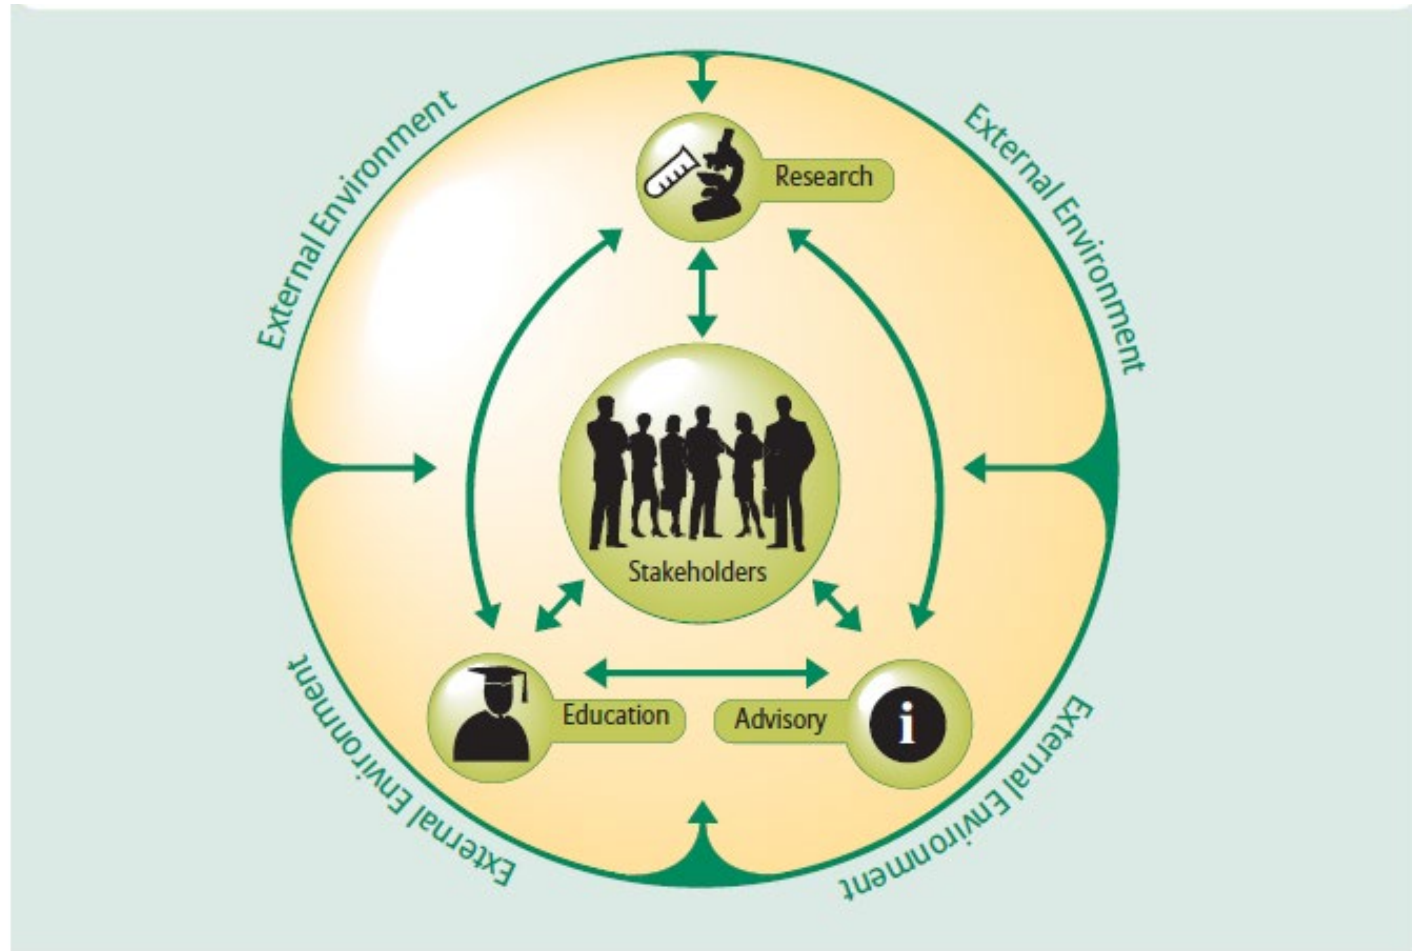 External Environment
External Environment
Research
Stakeholders
Education
Advisory
i
External Environment
External Environment